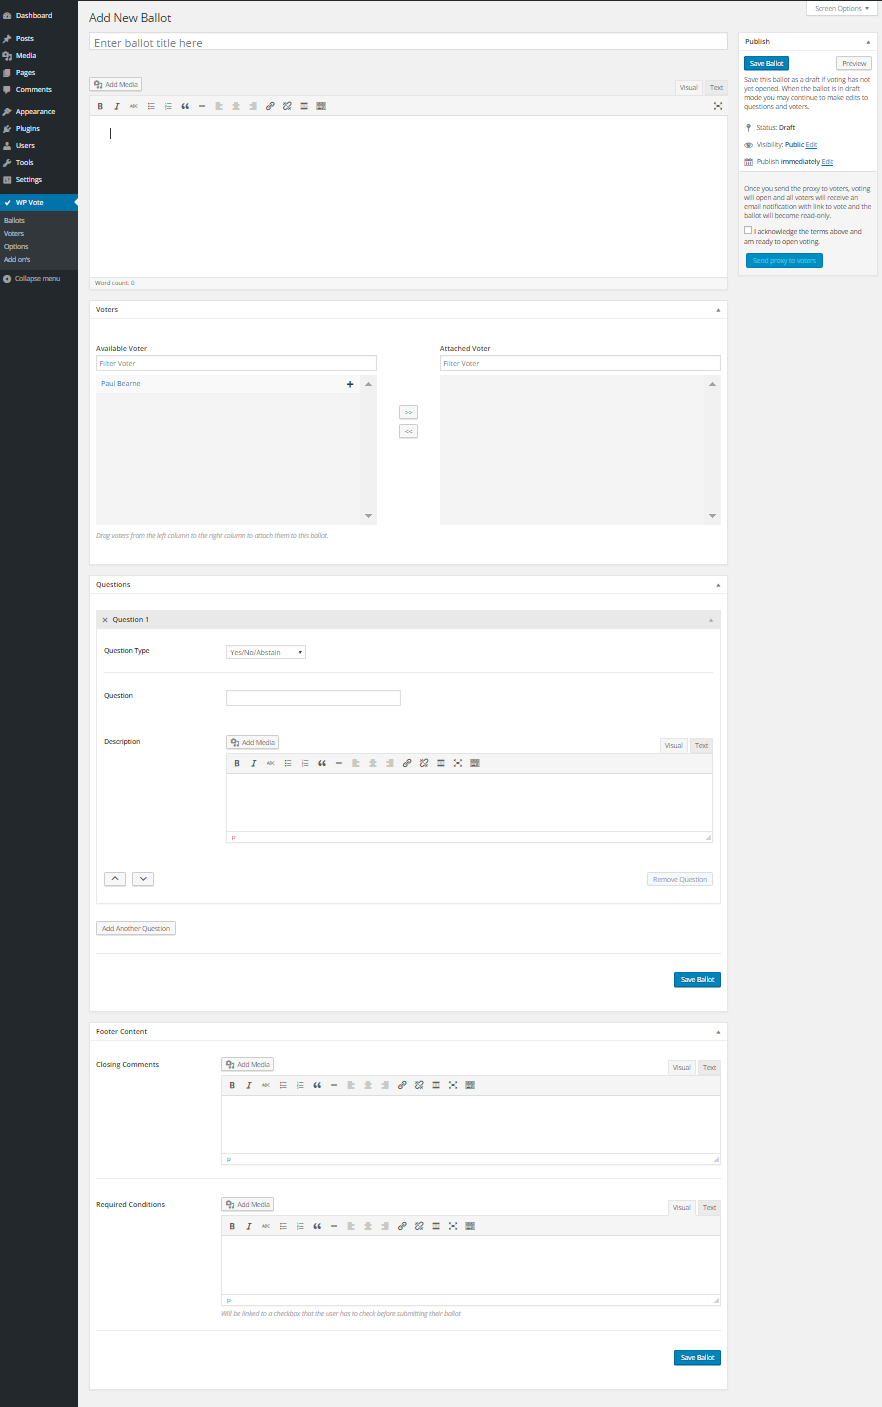 Dashboard
Posts
Media
Pages
Comments
Appearance
Plugins
Users
Tools
Settings
WP Vote
Ballots
Voters
Options
Add on's
Collapse menu
Screen Options
Add New Ballot
Enter ballot title here
Add Media
Visual Text
B I ABC
Word count: 0
Publish
Save Ballot Preview
Save this ballot as a draft if voting has not
yet opened. When the ballot is in draft
mode you may continue to make edits to
questions and voters.
Status: Draft
Visibility: Public Edit
Publish immediately Edit
Once you send the proxy to voters, voting
will open and all voters will receive an
email notification with link to vote and the
ballot will become read-only.
I acknowledge the terms above and
am ready to open voting.
Send proxy to voters
Voters
Available Voter Attached Voter
Filter Voter Filter Voter
Paul Bearne +
>>
<<
Drag voters from the left column to the right column to attach them to this ballot.
Questions
× Question 1
Question Type Yes/No/Abstain
Question
Description Add Media
Visual Text
B I ABC
P
Remove Question
Add Another Question
Save Ballot
Footer Content
Closing Comments Add Media
Visual Text
B I ABC
P
Required Conditions Add Media
Visual Text
B I ABC
P
Will be linked to a checkbox that the user has to check before submitting their ballot
Save Ballot